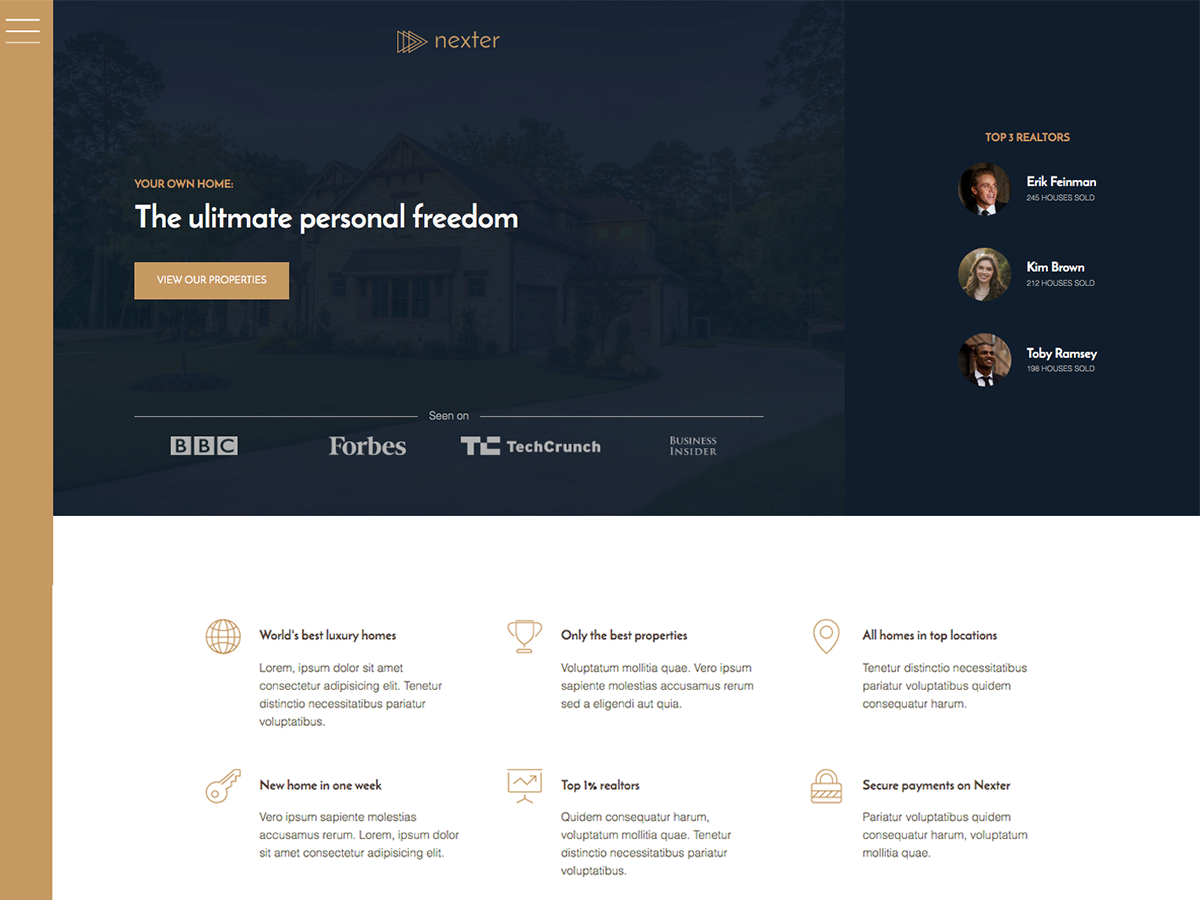 nexter
YOUR OWN HOME:
The ulitmate personal freedom
VIEW OUR PROPERTIES
Seen on
BBC
Forbes
TC TechCrunch
BUSINESS
INSIDER
TOP 3 REALTORS
Erik Feinman
245 HOUSES SOLD
Kim Brown
212 HOUSES SOLD
Toby Ramsey
198 HOUSES SOLD
World's best luxury homes
Lorem, ipsum dolor sit amet
consectetur adipisicing elit. Tenetur
distinctio necessitatibus pariatur
voluptatibus.
Only the best properties
Voluptatum mollitia quae. Vero ipsum
sapiente molestias accusamus rerum
sed a eligendi aut quia.
All homes in top locations
Tenetur distinctio necessitatibus
pariatur voluptatibus quidem
consequatur harum.
New home in one week
Vero ipsum sapiente molestias
accusamus rerum. Lorem, ipsum dolor
sit amet consectetur adipisicing elit.
Top 1% realtors
Quidem consequatur harum,
voluptatum mollitia quae. Tenetur
distinctio necessitatibus pariatur
voluptatibus.
Secure payments on Nexter
Pariatur voluptatibus quidem
consequatur harum, voluptatum
mollitia quae.